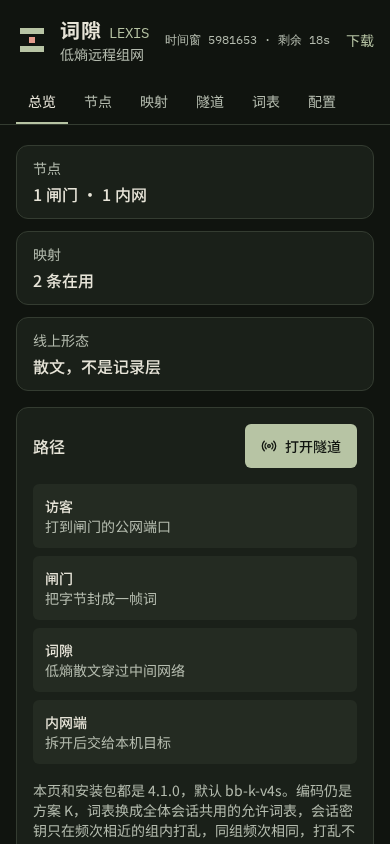 词隙 LEXIS
低熵远程组网
时间窗 5981653 · 剩余 18s
下载
总览 节点 映射 隧道 词表 配置
节点
1 闸门 · 1 内网
映射
2 条在用
线上形态
散文，不是记录层
路径
打开隧道
访客
打到闸门的公网端口
闸门
把字节封成一帧词
词隙
低熵散文穿过中间网络
内网端
拆开后交给本机目标
本页和安装包都是 4.1.0，默认 bb-k-v4s。编码仍是
方案 K，词表换成全体会话共用的允许词表，会话密
钥只在频次相近的组内打乱，同组频次相同，打乱不